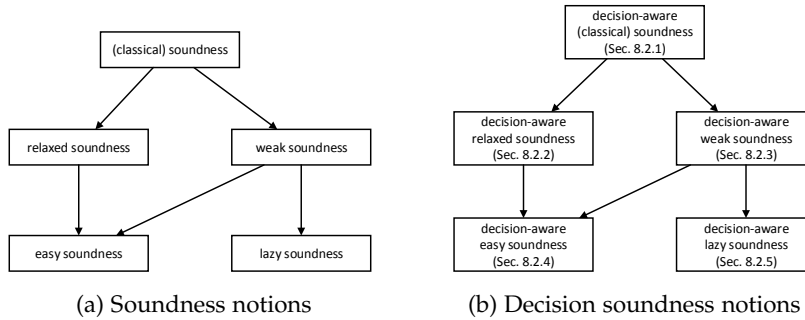 (classical) soundness
relaxed soundness
weak soundness
easy soundness
lazy soundness
(a) Soundness notions
decision-aware
(classical) soundness
(Sec. 8.2.1)
decision-aware
relaxed soundness
(Sec. 8.2.2)
decision-aware
weak soundness
(Sec. 8.2.3)
decision-aware
easy soundness
(Sec. 8.2.4)
decision-aware
lazy soundness
(Sec. 8.2.5)
(b) Decision soundness notions